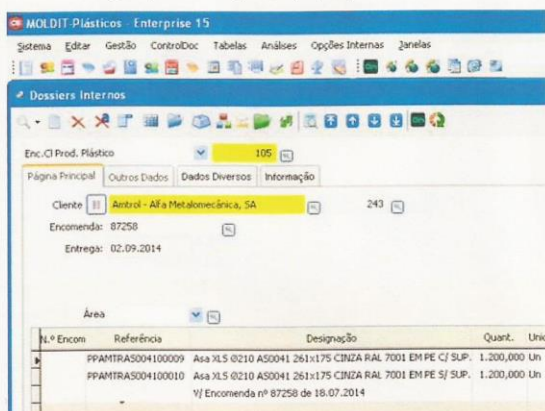 MOLDIT-Plásticos - Enterprise 15
Sistema Editar Gestão ControlDoc Tabelas Análises Opções Internas Janelas
Dossiers Internos
Enc.Cl Prod. Plástico 105
Página Principal Outros Dados Dados Diversos Informação
Cliente Amtrol - Alfa Metalomecânica, SA 243
Encomenda: 87258
Entrega: 02.09.2014
Área
N.º Encom Referência Designação Quant. Unid
PPAMTRAS004100009 Asa XLS Ø210 AS0041 261x175 CINZA RAL 7001 EM PE C/ SUP. 1.200,000 Un
PPAMTRAS004100010 Asa XLS Ø210 AS0041 261x175 CINZA RAL 7001 EM PE S/ SUP. 1.200,000 Un
V/ Encomenda nº 87258 de 18.07.2014